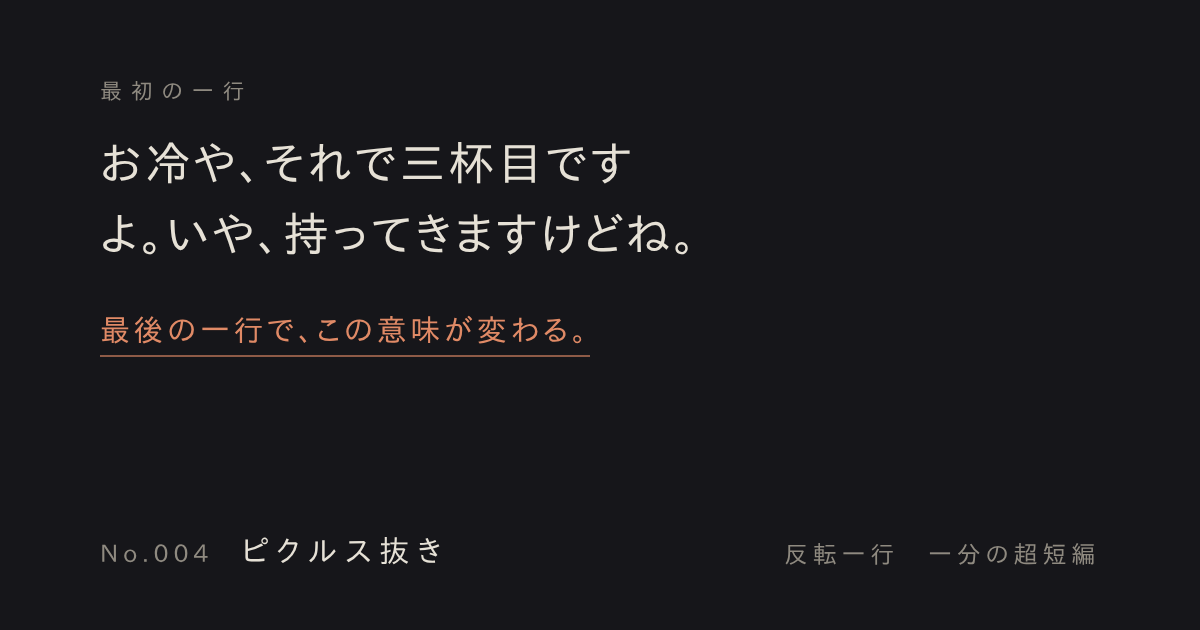 最初の一行
お冷や、それで三杯目です
よ。いや、持ってきますけどね。
最後の一行で、この意味が変わる。
No.004 ピクルス抜き
反転一行 一分の超短編